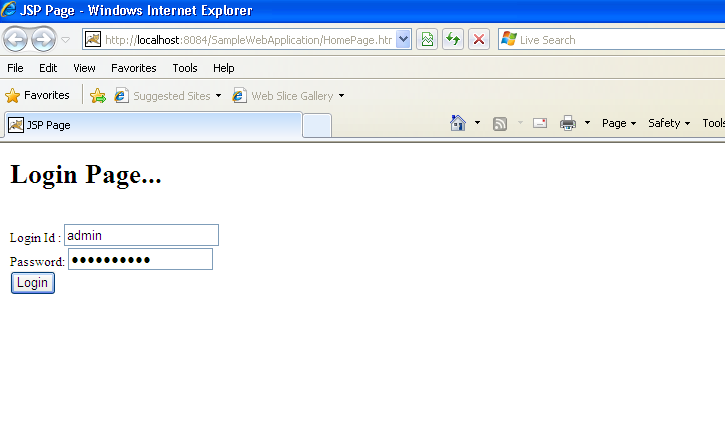 JSP Page - Windows Internet Explorer
http://localhost:8084/SampleWebApplication/HomePage.htr
Live Search
File Edit View Favorites Tools Help
Favorites Suggested Sites Web Slice Gallery
JSP Page Page Safety Tools
Login Page...
Login Id : admin
Password: ••••••••••
Login